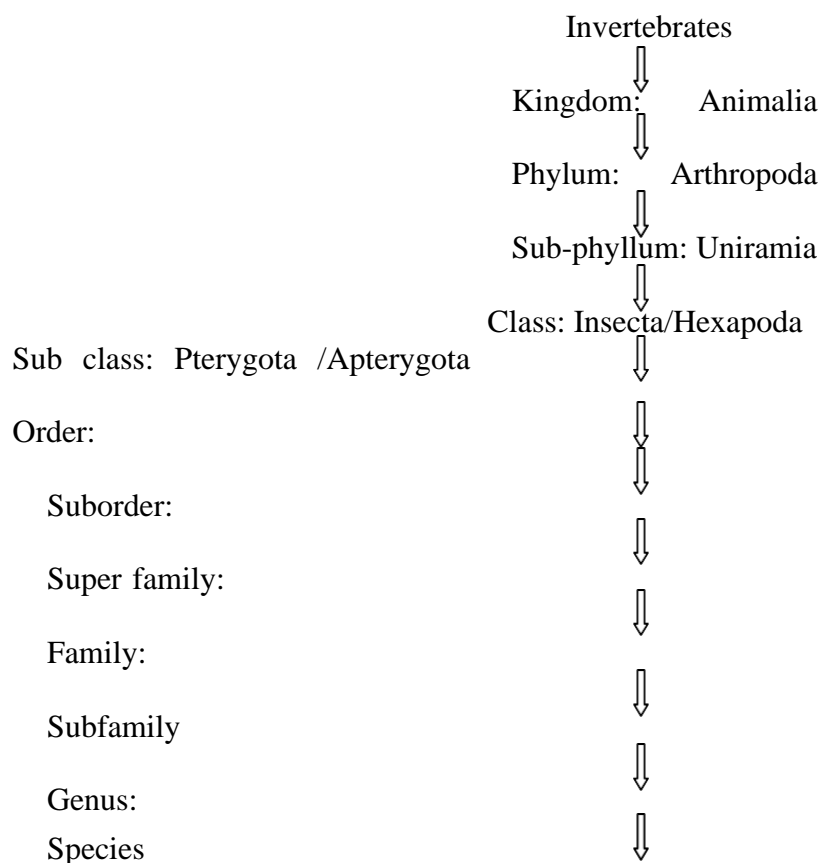 Invertebrates
Kingdom: Animalia
Phylum: Arthropoda
Sub-phyllum: Uniramia
Class: Insecta/Hexapoda
Sub class: Pterygota /Apterygota
Order:
Suborder:
Super family:
Family:
Subfamily
Genus:
Species